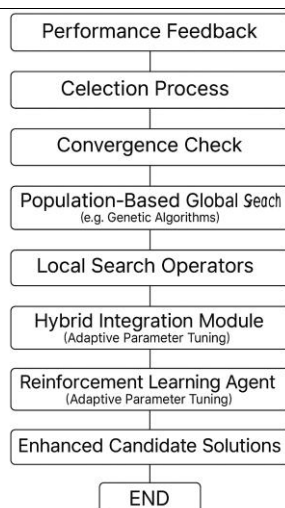 Performance Feedback
Celection Process
Convergence Check
Population-Based Global Seach
(e.g. Genetic Algorithms)
Local Search Operators
Hybrid Integration Module
(Adaptive Parameter Tuning)
Reinforcement Learning Agent
(Adaptive Parameter Tuning)
Enhanced Candidate Solutions
END